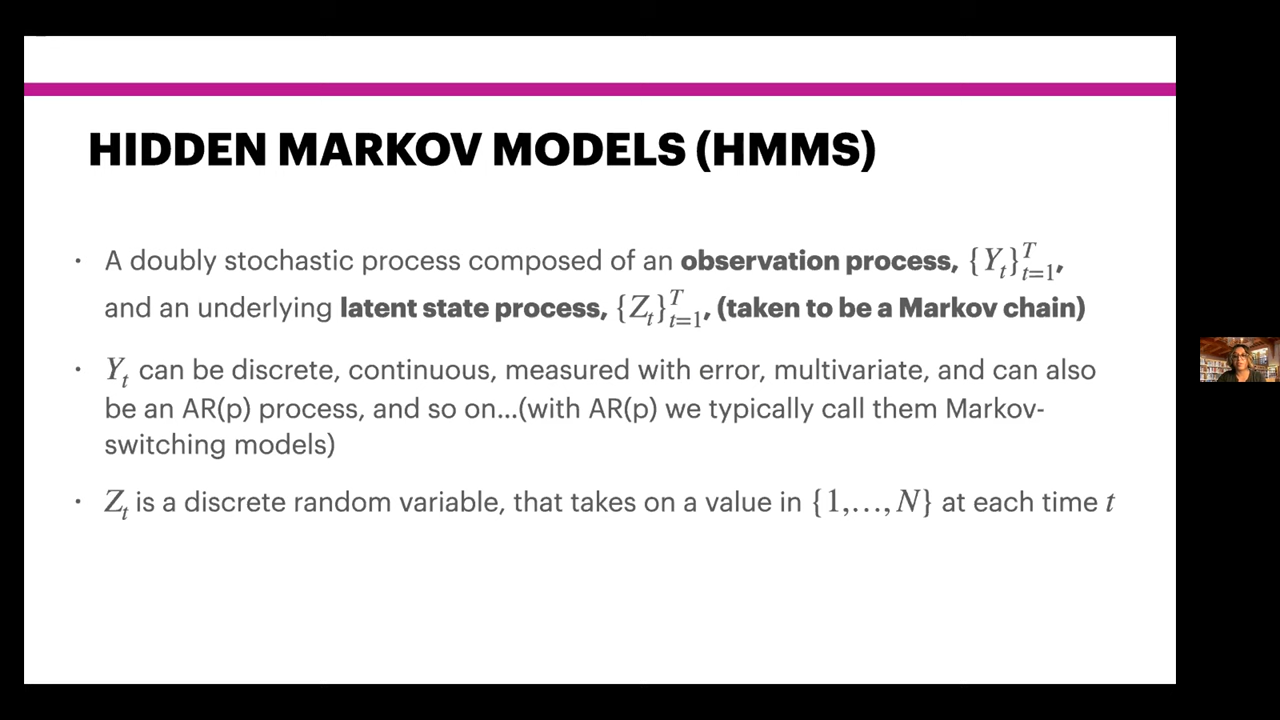 HIDDEN MARKOV MODELS (HMMS)
· A doubly stochastic process composed of an observation process, {Y_t}_{t=1}^T,
and an underlying latent state process, {Z_t}_{t=1}^T, (taken to be a Markov chain)
· Y_t can be discrete, continuous, measured with error, multivariate, and can also
be an AR(p) process, and so on...(with AR(p) we typically call them Markov-
switching models)
· Z_t is a discrete random variable, that takes on a value in {1,...,N} at each time t